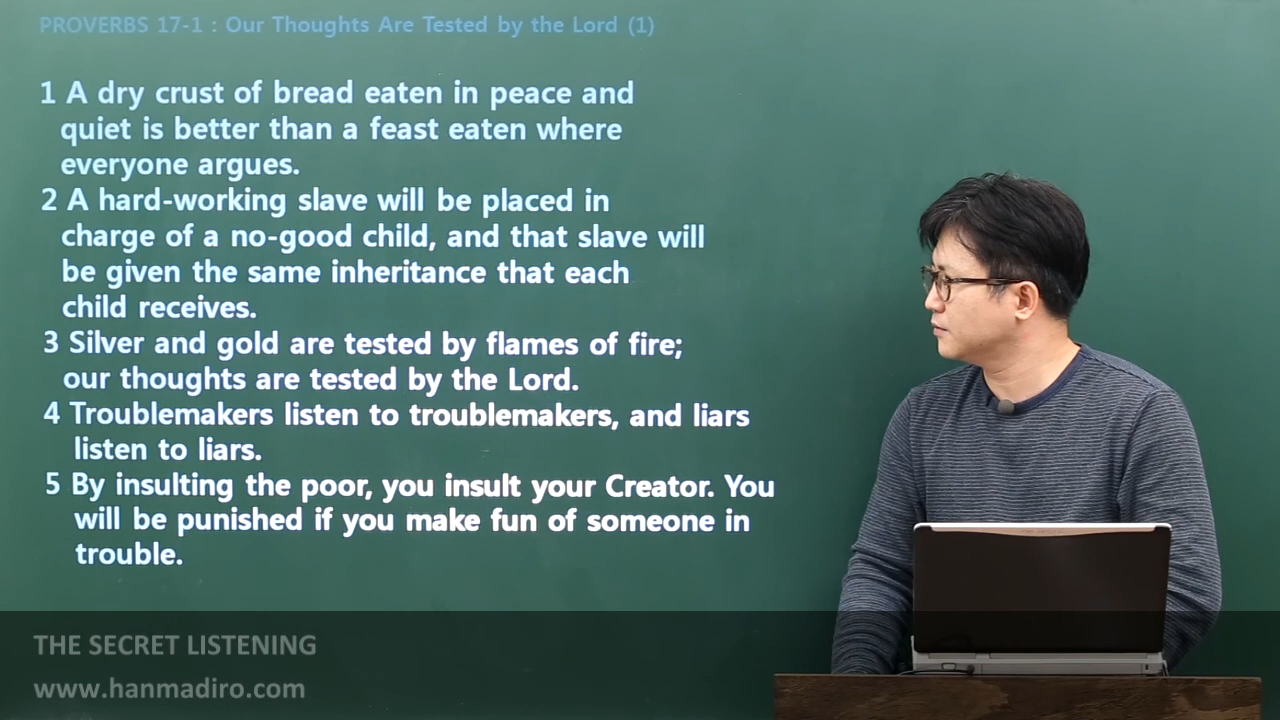 PROVERBS 17-1 : Our Thoughts Are Tested by the Lord (1)
1 A dry crust of bread eaten in peace and
quiet is better than a feast eaten where
everyone argues.
2 A hard-working slave will be placed in
charge of a no-good child, and that slave will
be given the same inheritance that each
child receives.
3 Silver and gold are tested by flames of fire;
our thoughts are tested by the Lord.
4 Troublemakers listen to troublemakers, and liars
listen to liars.
5 By insulting the poor, you insult your Creator. You
will be punished if you make fun of someone in
trouble.
THE SECRET LISTENING
www.hanmadiro.com